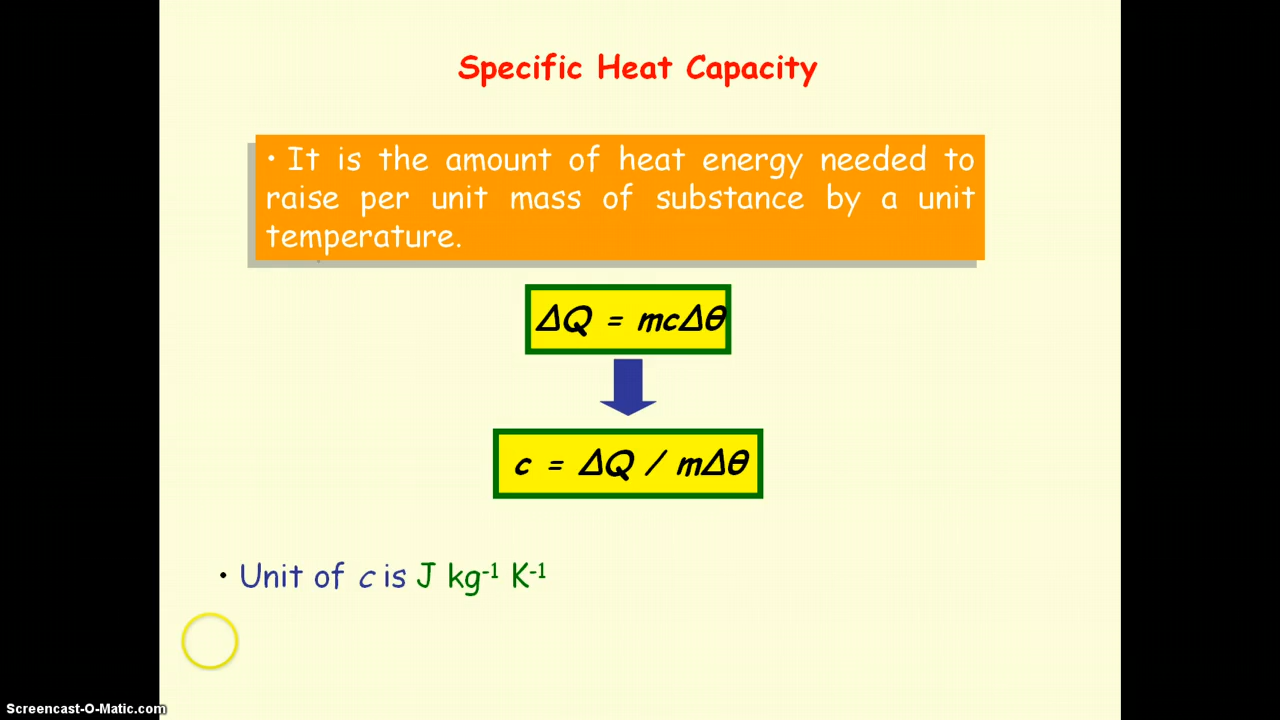 Specific Heat Capacity
• It is the amount of heat energy needed to
raise per unit mass of substance by a unit
temperature.
ΔQ = mcΔθ
c = ΔQ / mΔθ
• Unit of c is J kg⁻¹ K⁻¹
Screencast-O-Matic.com